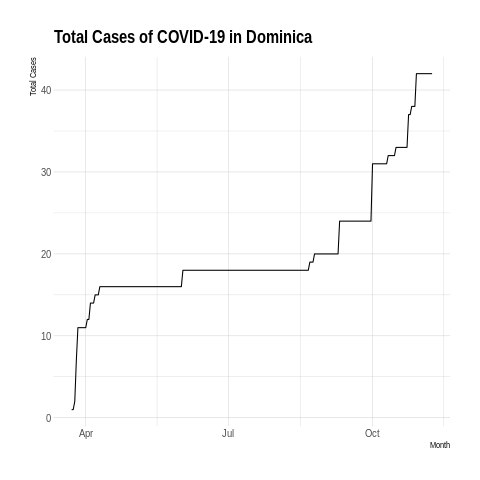 Total Cases of COVID-19 in Dominica
Total Cases
40
30
20
10
0
Apr
Jul
Oct
Month